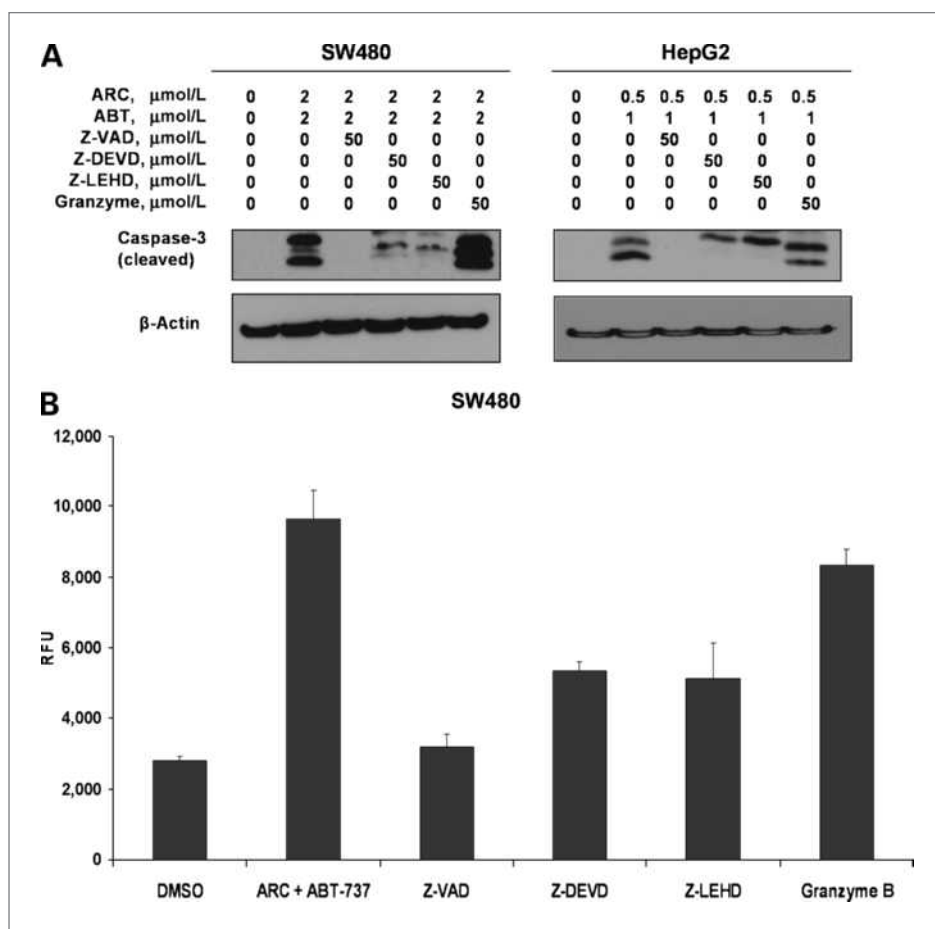 A
SW480 HepG2
ARC, μmol/L 0 2 2 2 2 2 0 0.5 0.5 0.5 0.5 0.5
ABT, μmol/L 0 2 2 2 2 2 0 1 1 1 1 1
Z-VAD, μmol/L 0 0 50 0 0 0 0 0 50 0 0 0
Z-DEVD, μmol/L 0 0 0 50 0 0 0 0 0 50 0 0
Z-LEHD, μmol/L 0 0 0 0 50 0 0 0 0 0 50 0
Granzyme, μmol/L 0 0 0 0 0 50 0 0 0 0 0 50
Caspase-3
(cleaved)
β-Actin
B
SW480
12,000
10,000
8,000
6,000
4,000
2,000
0
RFU
DMSO ARC + ABT-737 Z-VAD Z-DEVD Z-LEHD Granzyme B